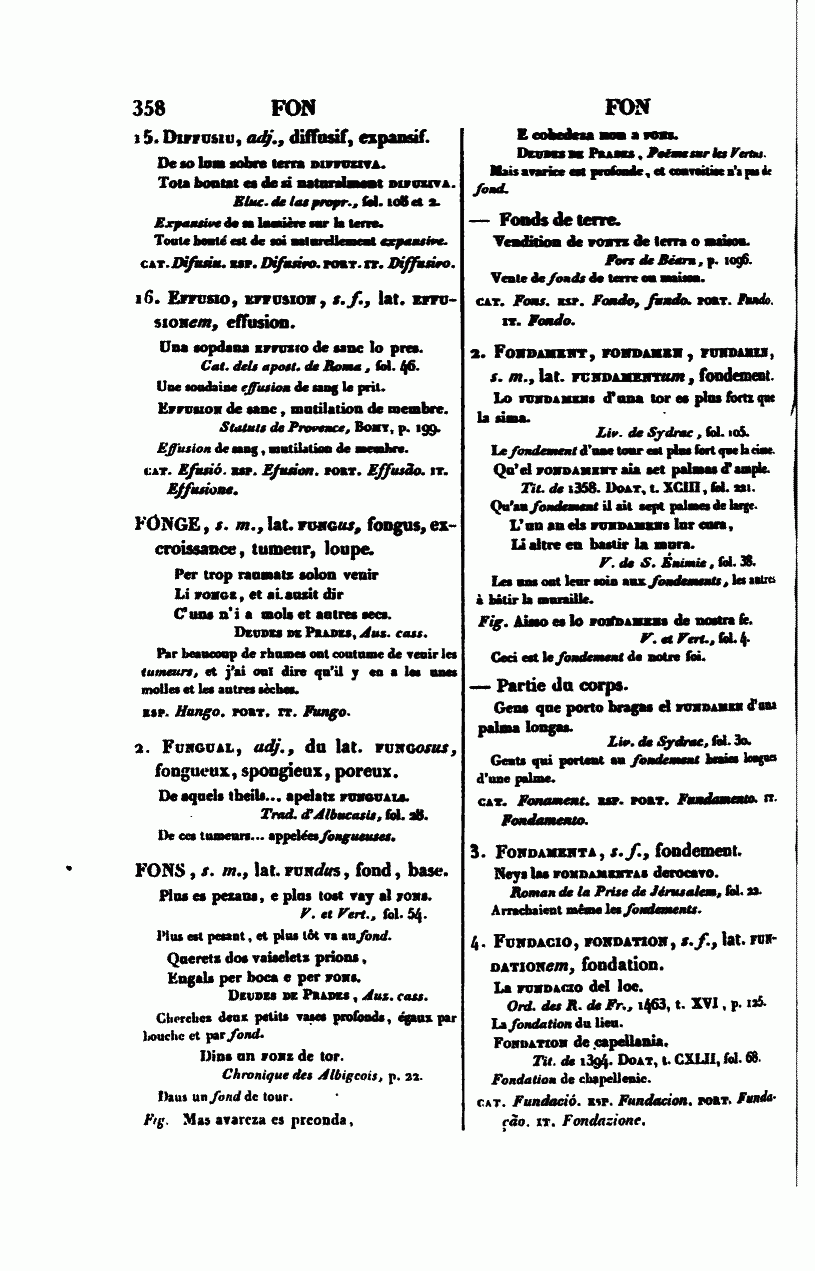 358 FON FON
15. DIFFUSIU, adj., diffusif, expansif.
De so lum sobre terra DIFFUZIVA.
Tota bontat es de si naturalment DIFFUZIVA.
Eluc. de las propr., fol. 108 et 2.
Expansive de sa lumière sur la terre.
Toute bonté est de soi naturellement expansive.
CAT. Difusiu. ESP. Difusivo. PORT. IT. Diffusivo.
16. EFFUSIO, EFFUSION, s. f., lat. EFFU-
SIONem, effusion.
Una sopdana EFFUZIO de sanc lo pres.
Cat. dels apost. de Roma, fol. 46.
Une soudaine effusion de sang le prit.
EFFUSION de sanc, mutilation de membre.
Statuts de Provence, BOMY, p. 199.
Effusion de sang, mutilation de membre.
CAT. Efusió. ESP. Efusion. PORT. Effusão. IT.
Effusione.
FONGE, s. m., lat. FUNGus, fongus, ex-
croissance, tumeur, loupe.
Per trop raumatz solon venir
Li FONGE, et ai auzit dir
C'uns n'i a mols et autres secs.
DEUDES DE PRADES, Aus. cass.
Par beaucoup de rhumes ont coutume de venir les
tumeurs, et j'ai ouï dire qu'il y en a les unes
molles et les autres sèches.
ESP. Hungo. PORT. IT. Fungo.
2. FUNGUAL, adj., du lat. FUNGosus,
fongueux, spongieux, poreux.
De aquels theils... apelatz FUNGUALS.
Trad. d'Albucasis, fol. 28.
De ces tumeurs... appelées fongueuses.
FONS, s. m., lat. FUNdus, fond, base.
Plus es pezans, e plus tost vay al FONS.
V. et Vert., fol. 54.
Plus est pesant, et plus tôt va au fond.
Queretz dos vaiseletz prions,
Engals per boca e per FONS.
DEUDES DE PRADES, Aus. cass.
Cherchez deux petits vases profonds, égaux par
bouche et par fond.
Dins un FONZ de tor.
Chronique des Albigeois, p. 22.
Dans un fond de tour.
Fig. Mas avareza es preonda,
E cobedeza non a FONS.
DEUDES DE PRADES, Poëme sur les Vertus.
Mais avarice est profonde, et convoitise n'a pas de
fond.
— Fonds de terre.
Vendition de FONTZ de terra o maison.
Fors de Béarn, p. 1096.
Vente de fonds de terre ou maison.
CAT. Fons. ESP. Fondo, fundo. PORT. Fundo.
IT. Fondo.
2. FONDAMENT, FONDAMEN, FUNDAMEN,
s. m., lat. FUNDAMENTum, fondement.
Lo FUNDAMENS d'una tor es plus fortz que
la sima.
Liv. de Sydrac, fol. 105.
Le fondement d'une tour est plus fort que la cime.
Qu'el FONDAMENT aia set palmes d'ample.
Tit. de 1358. DOAT, t. XCIII, fol. 221.
Qu'au fondement il ait sept palmes de large.
L'un an els FUNDAMENS lur cura,
Li altre en bastir la mura.
V. de S. Énimie, fol. 38.
Les uns ont leur soin aux fondements, les autres
à bâtir la muraille.
Fig. Aisso es lo FONDAMENS de nostra fe.
V. et Vert., fol. 4.
Ceci est le fondement de notre foi.
— Partie du corps.
Gens que porto bragas el FUNDAMEN d'una
palma longas.
Liv. de Sydrac, fol. 30.
Gents qui portent au fondement braies longues
d'une palme.
CAT. Fonament. ESP. PORT. Fundamento. IT.
Fondamento.
3. FONDAMENTA, s. f., fondement.
Neys las FONDAMENTAS derocavo.
Roman de la Prise de Jérusalem, fol. 22.
Arrachaient même les fondements.
4. FUNDACIO, FONDATION, s. f., lat. FUN-
DATIONem, fondation.
La FUNDACIO del loc.
Ord. des R. de Fr., 1463, t. XVI, p. 125.
La fondation du lieu.
FONDATION de capellania.
Tit. de 1394. DOAT, t. CXLII, fol. 68.
Fondation de chapellenie.
CAT. Fundació. ESP. Fundacion. PORT. Funda-
ção. IT. Fondazione.